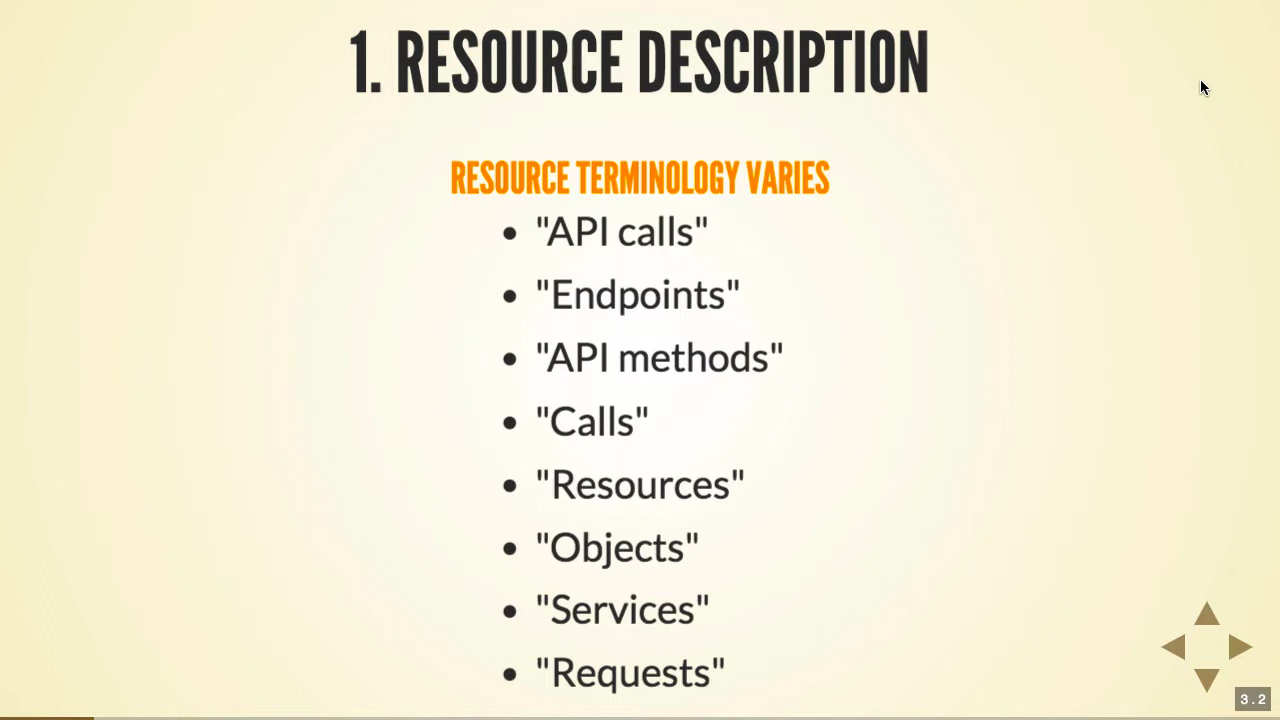 1. RESOURCE DESCRIPTION
RESOURCE TERMINOLOGY VARIES
"API calls"
"Endpoints"
"API methods"
"Calls"
"Resources"
"Objects"
"Services"
"Requests"
3.2